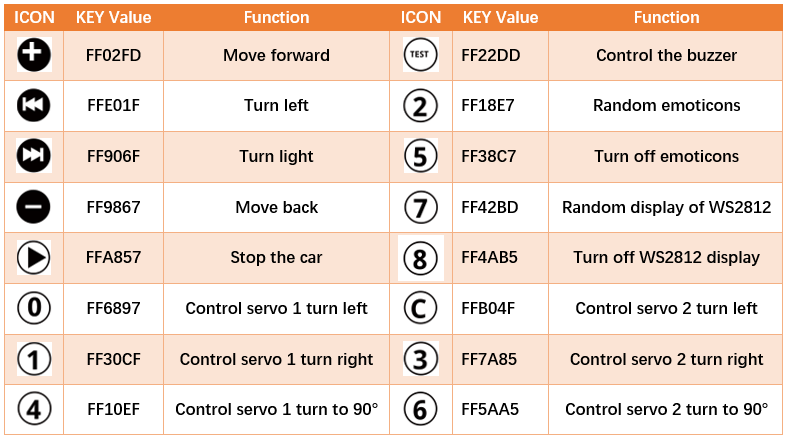 ICON KEY Value Function ICON KEY Value Function
+ FF02FD Move forward TEST FF22DD Control the buzzer
FFE01F Turn left 2 FF18E7 Random emoticons
FF906F Turn light 5 FF38C7 Turn off emoticons
− FF9867 Move back 7 FF42BD Random display of WS2812
FFA857 Stop the car 8 FF4AB5 Turn off WS2812 display
0 FF6897 Control servo 1 turn left C FFB04F Control servo 2 turn left
1 FF30CF Control servo 1 turn right 3 FF7A85 Control servo 2 turn right
4 FF10EF Control servo 1 turn to 90° 6 FF5AA5 Control servo 2 turn to 90°